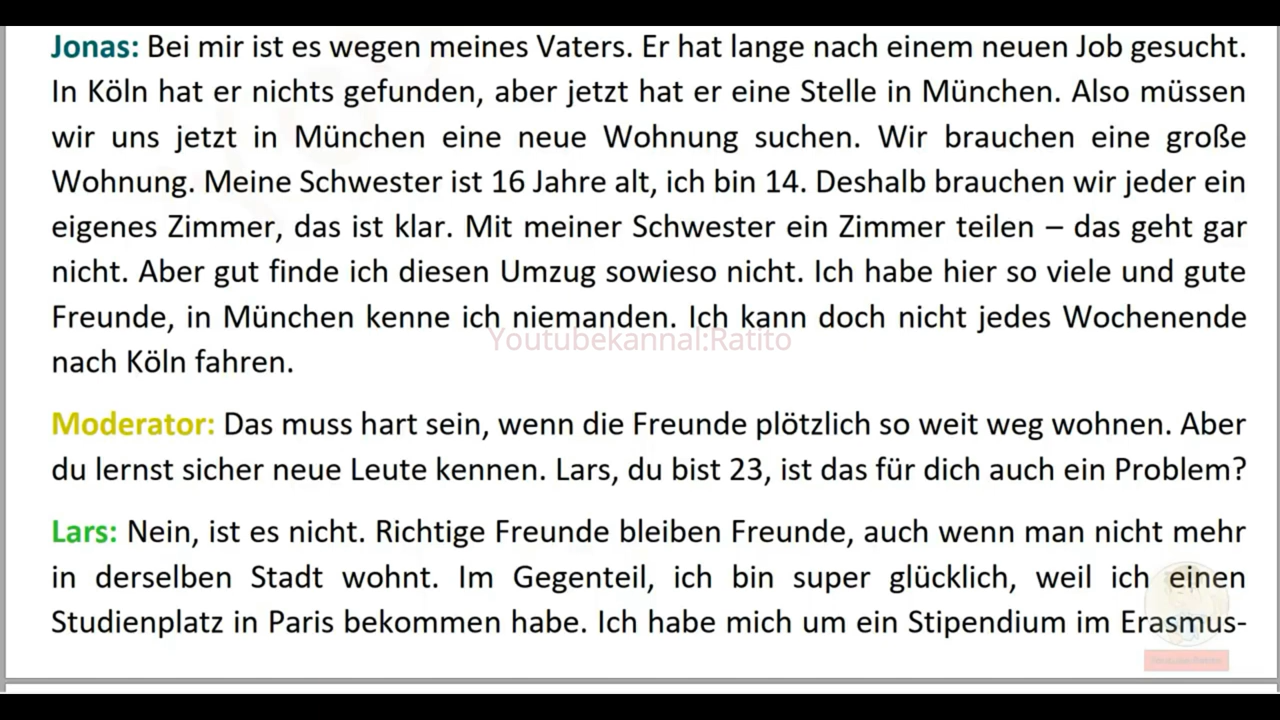 Jonas: Bei mir ist es wegen meines Vaters. Er hat lange nach einem neuen Job gesucht.
In Köln hat er nichts gefunden, aber jetzt hat er eine Stelle in München. Also müssen
wir uns jetzt in München eine neue Wohnung suchen. Wir brauchen eine große
Wohnung. Meine Schwester ist 16 Jahre alt, ich bin 14. Deshalb brauchen wir jeder ein
eigenes Zimmer, das ist klar. Mit meiner Schwester ein Zimmer teilen – das geht gar
nicht. Aber gut finde ich diesen Umzug sowieso nicht. Ich habe hier so viele und gute
Freunde, in München kenne ich niemanden. Ich kann doch nicht jedes Wochenende
Youtubekannal:Ratito
nach Köln fahren.
Moderator: Das muss hart sein, wenn die Freunde plötzlich so weit weg wohnen. Aber
du lernst sicher neue Leute kennen. Lars, du bist 23, ist das für dich auch ein Problem?
Lars: Nein, ist es nicht. Richtige Freunde bleiben Freunde, auch wenn man nicht mehr
in derselben Stadt wohnt. Im Gegenteil, ich bin super glücklich, weil ich einen
Studienplatz in Paris bekommen habe. Ich habe mich um ein Stipendium im Erasmus-